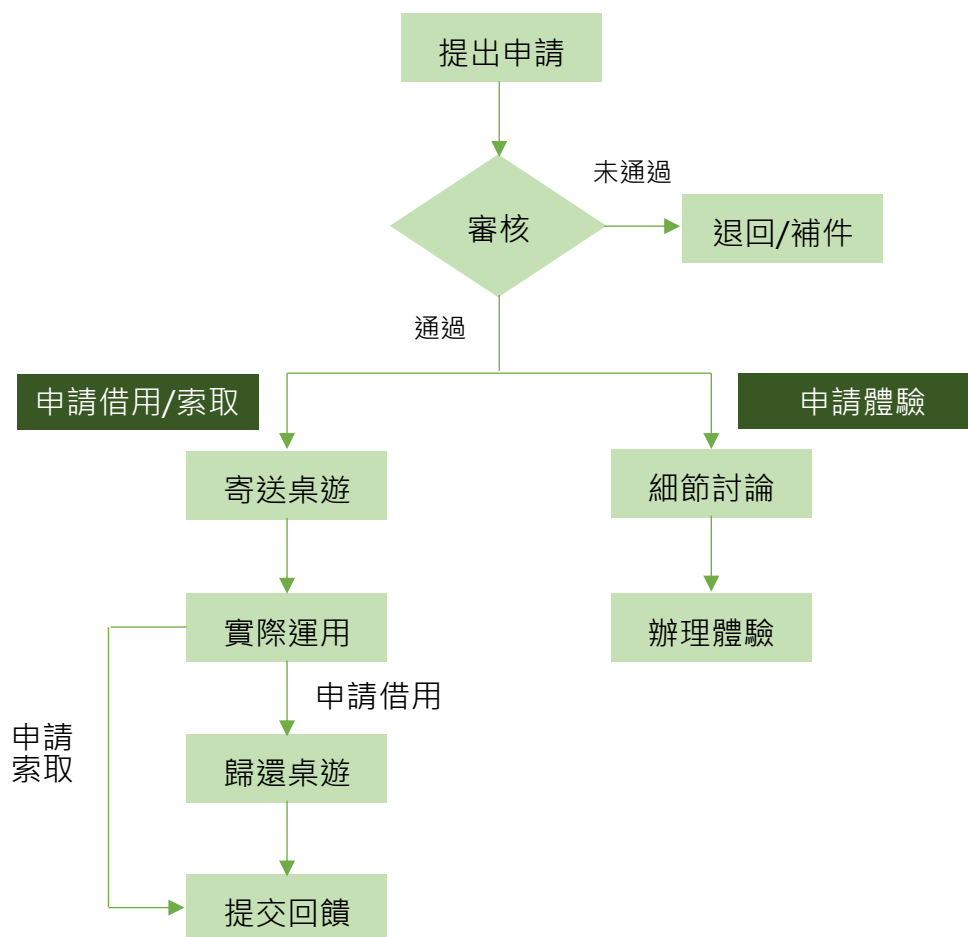 提出申請
未通過
審核
退回/補件
通過
申請借用/索取
申請體驗
寄送桌遊
細節討論
實際運用
辦理體驗
申請借用
申請
索取
歸還桌遊
提交回饋